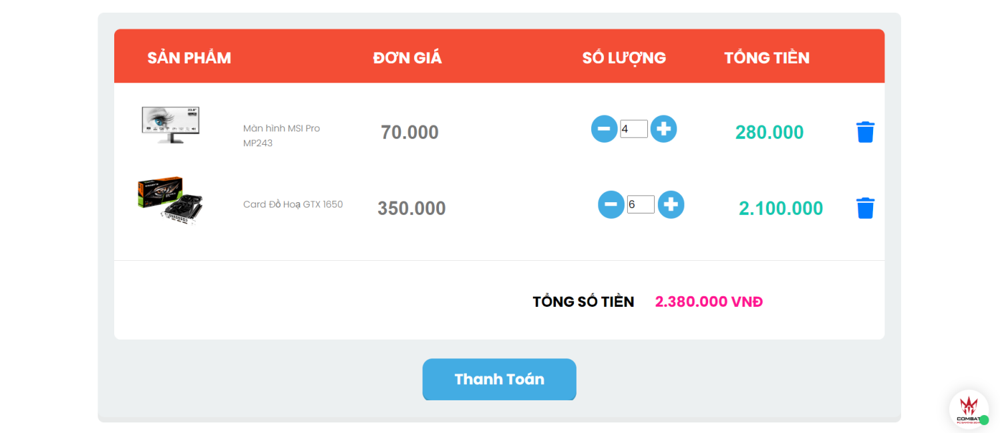 SẢN PHẨM ĐƠN GIÁ SỐ LƯỢNG TỔNG TIỀN
23.8"
Màn hình MSI Pro
MP243
70.000 4 280.000
Card Đồ Hoạ GTX 1650 350.000 6 2.100.000
TỔNG SỐ TIỀN 2.380.000 VNĐ
Thanh Toán
COMBAT